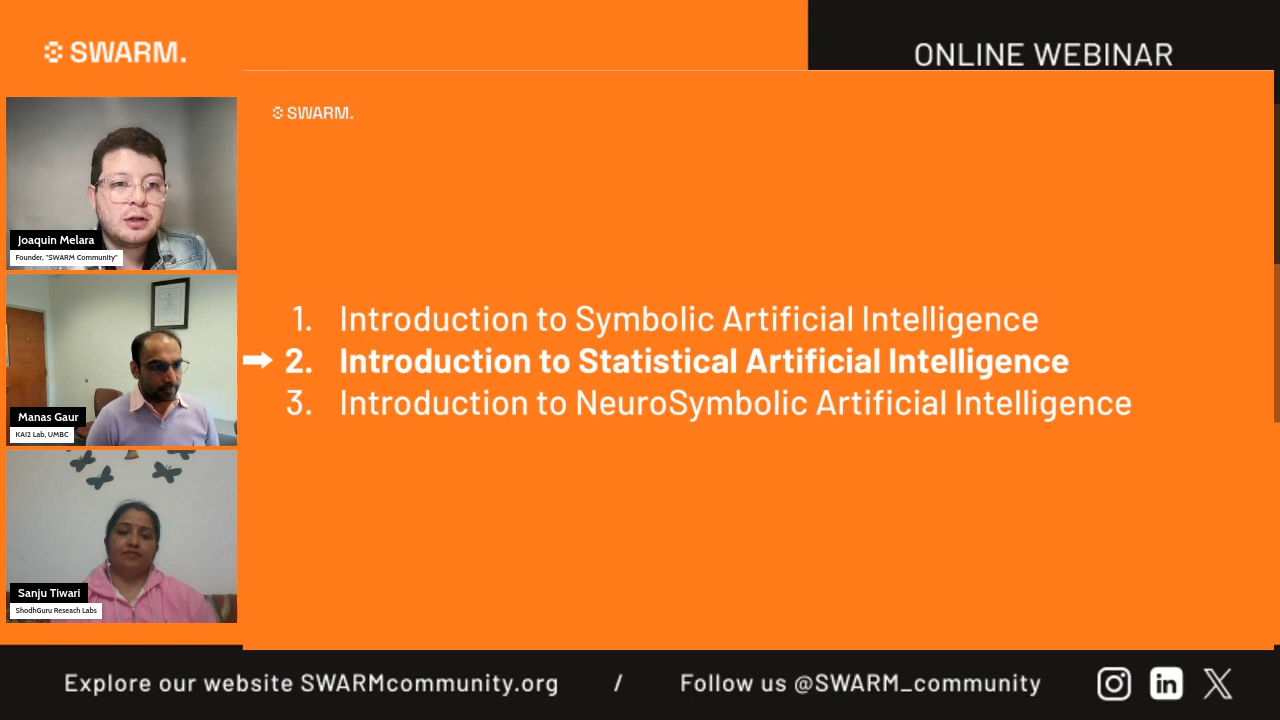 SWARM.
ONLINE WEBINAR
SWARM.
Joaquin Melara
Founder, "SWARM Community"
Manas Gaur
KAI2 Lab, UMBC
Sanju Tiwari
ShodhGuru Reseach Labs
1. Introduction to Symbolic Artificial Intelligence
2. Introduction to Statistical Artificial Intelligence
3. Introduction to NeuroSymbolic Artificial Intelligence
Explore our website SWARMcommunity.org / Follow us @SWARM_community